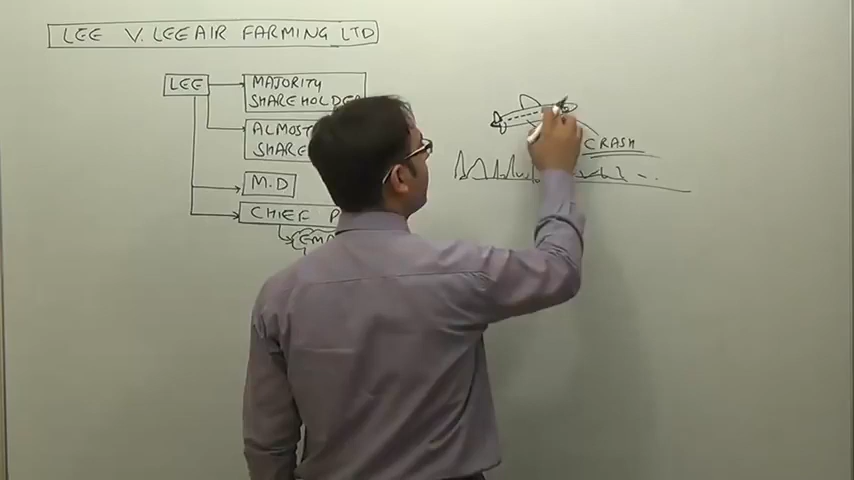 LEE V. LEE AIR FARMING LTD
LEE
MAJORITY
SHAREHOLDER
ALMOST
SHARE
M.D
CHIEF P
CRASH